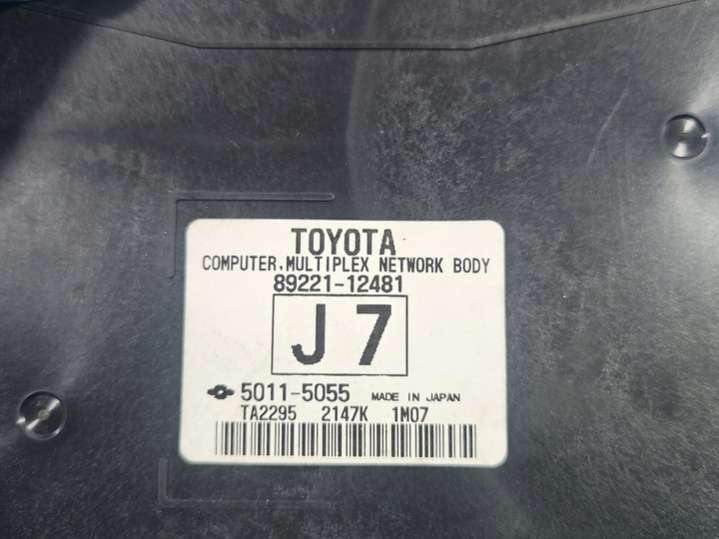 TOYOTA
COMPUTER,MULTIPLEX NETWORK BODY
89221-12481
J7
5011-5055 MADE IN JAPAN
TA2295 2147K 1M07